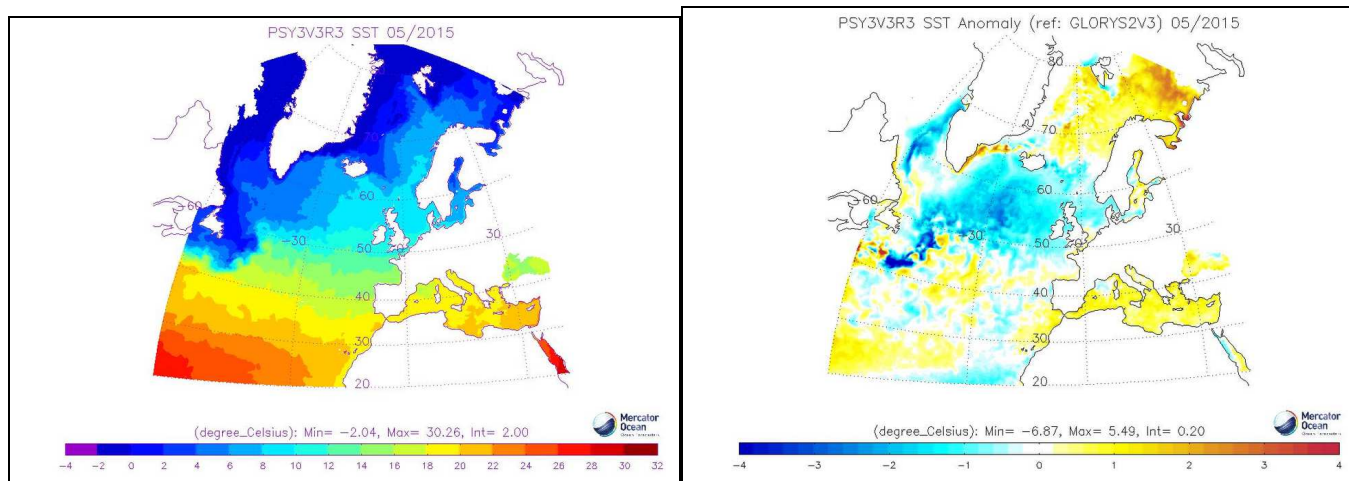 PSY3V3R3 SST 05/2015
80
70
60
-60
-30
50
30
40
30
20
(degree_Celsius): Min= -2.04, Max= 30.26, Int= 2.00
Mercator
Ocean
-4 -2 0 2 4 6 8 10 12 14 16 18 20 22 24 26 28 30 32
PSY3V3R3 SST Anomaly (ref: GLORYS2V3) 05/2015
80
70
60
-60
-30
50
30
40
30
20
(degree_Celsius): Min= -6.87, Max= 5.49, Int= 0.20
Mercator
Ocean
-4 -3 -2 -1 0 1 2 3 4